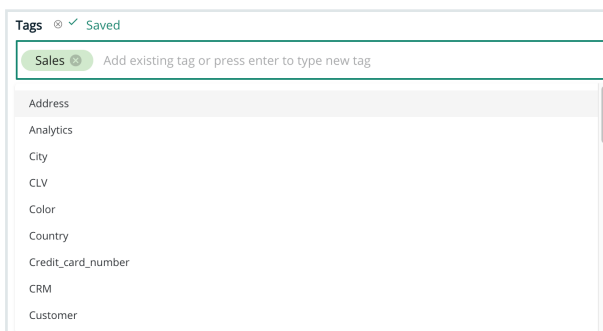 Tags Saved
Sales Add existing tag or press enter to type new tag
Address
Analytics
City
CLV
Color
Country
Credit_card_number
CRM
Customer